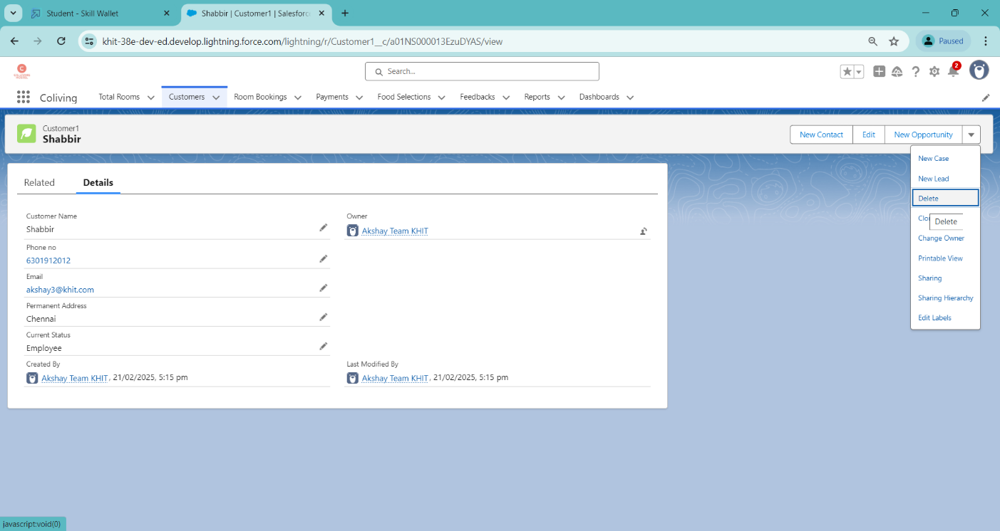 Student - Skill Wallet
Shabbir | Customer1 | Salesforc
khit-38e-dev-ed.develop.lightning.force.com/lightning/r/Customer1__c/a01NS000013EzuDYAS/view
Paused
C
Search...
2
Coliving
Total Rooms
Customers
Room Bookings
Payments
Food Selections
Feedbacks
Reports
Dashboards
Customer1
Shabbir
New Contact
Edit
New Opportunity
New Case
New Lead
Delete
Clo
Delete
Change Owner
Printable View
Sharing
Sharing Hierarchy
Edit Labels
Related
Details
Customer Name
Shabbir
Owner
Akshay Team KHIT
Phone no
6301912012
Email
akshay3@khit.com
Permanent Address
Chennai
Current Status
Employee
Created By
Akshay Team KHIT, 21/02/2025, 5:15 pm
Last Modified By
Akshay Team KHIT, 21/02/2025, 5:15 pm
javascript:void(0)